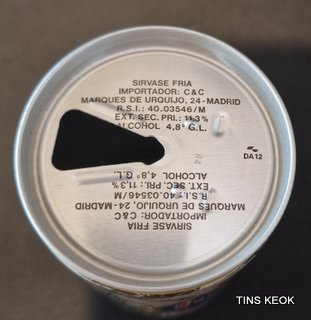 SIRVASE FRIA
IMPORTADOR: C&C
MARQUES DE URQUIJO, 24-MADRID
R.S.I.: 40.03546/M
EXT. SEC. PRI.: 11,3%
ALCOHOL 4,8° G.L.
R4
DA12
SIRVASE FRIA
IMPORTADOR: C&C
MARQUES DE URQUIJO, 24-MADRID
R.S.I.: 40.03546/M
EXT. SEC. PRI.: 11,3%
ALCOHOL 4,8° G.L.
TINS KEOK